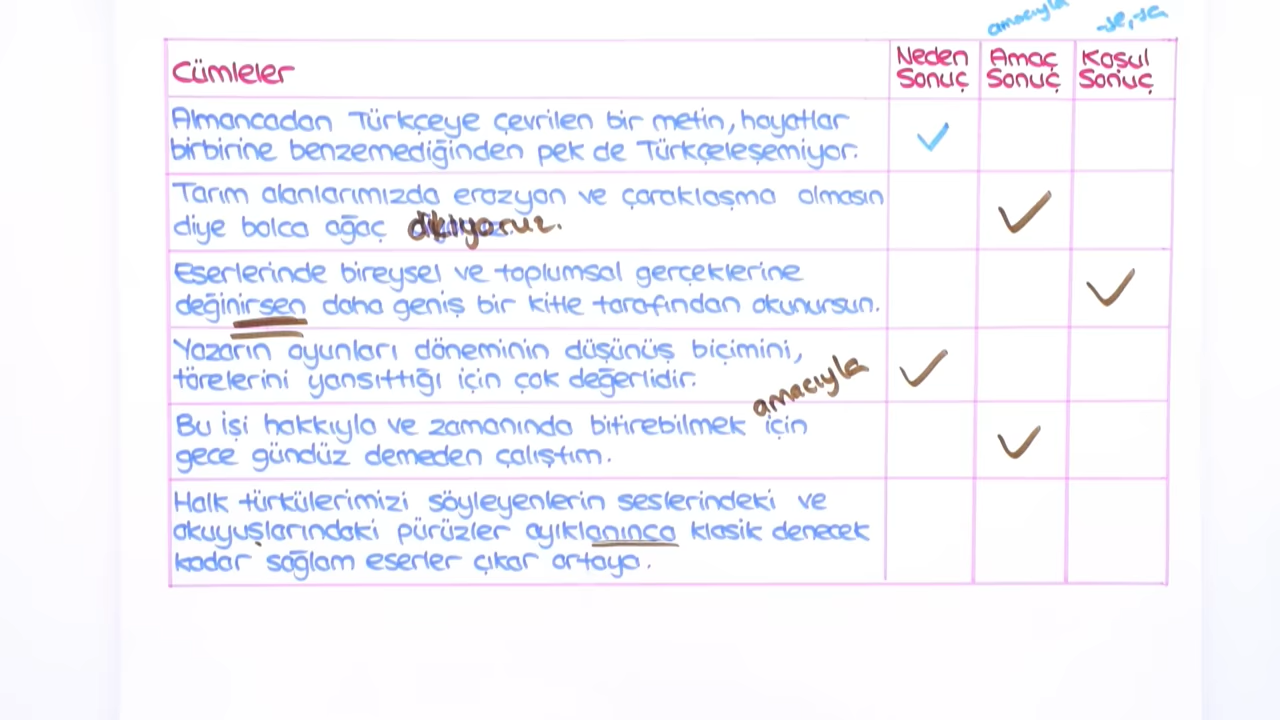 amacıyla
-se, -sa
Cümleler
Neden Sonuç
Amaç Sonuç
Koşul Sonuç
Almancadan Türkçeye çevrilen bir metin, hayatlar
birbirine benzemediğinden pek de Türkçeleşemiyor.
Tarım alanlarımızda erozyon ve çoraklaşma olmasın
diye bolca ağaç dikiyoruz.
Eserlerinde bireysel ve toplumsal gerçeklerine
değinirsen daha geniş bir kitle tarafından okunursun.
Yazarın oyunları döneminin düşünüş biçimini,
törelerini yansıttığı için çok değerlidir.
amacıyla
Bu işi hakkıyla ve zamanında bitirebilmek için
gece gündüz demeden çalıştım.
Halk türkülerimizi söyleyenlerin seslerindeki ve
okuyuşlarındaki pürüzler ayıklanınca klasik denecek
kadar sağlam eserler çıkar ortaya.